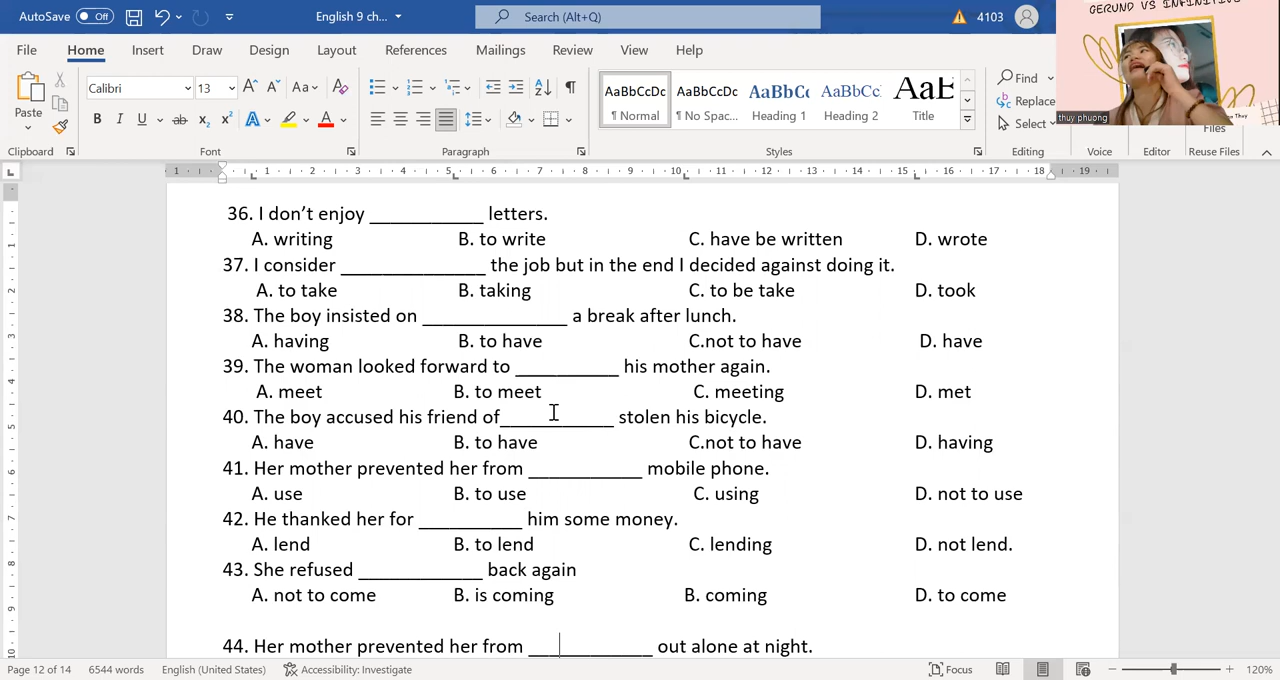 AutoSave Off English 9 ch... Search (Alt+Q) 4103
GERUND VS INFINITIVE
File Home Insert Draw Design Layout References Mailings Review View Help
Paste Calibri 13 AaBbCcDc AaBbCcDc AaBbCc AaBbCc AaB Find
¶ Normal ¶ No Spac... Heading 1 Heading 2 Title Replace
Select Files
thuy phuong
Clipboard Font Paragraph Styles Editing Voice Editor Reuse Files
36. I don’t enjoy ___________ letters.
A. writing B. to write C. have be written D. wrote
37. I consider ______________ the job but in the end I decided against doing it.
A. to take B. taking C. to be take D. took
38. The boy insisted on ______________ a break after lunch.
A. having B. to have C.not to have D. have
39. The woman looked forward to __________ his mother again.
A. meet B. to meet C. meeting D. met
40. The boy accused his friend of___________ stolen his bicycle.
A. have B. to have C.not to have D. having
41. Her mother prevented her from ___________ mobile phone.
A. use B. to use C. using D. not to use
42. He thanked her for __________ him some money.
A. lend B. to lend C. lending D. not lend.
43. She refused ____________ back again
A. not to come B. is coming B. coming D. to come
44. Her mother prevented her from ____________ out alone at night.
Page 12 of 14 6544 words English (United States) Accessibility: Investigate Focus 120%